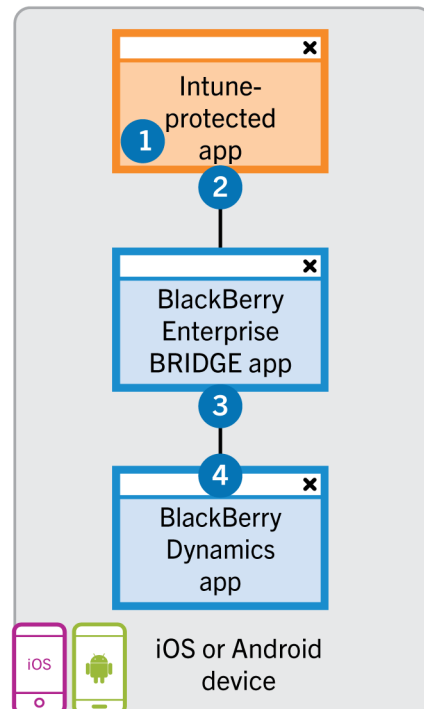 Intune-
protected
app
1
2
BlackBerry
Enterprise
BRIDGE app
3
4
BlackBerry
Dynamics
app
iOS
iOS or Android
device